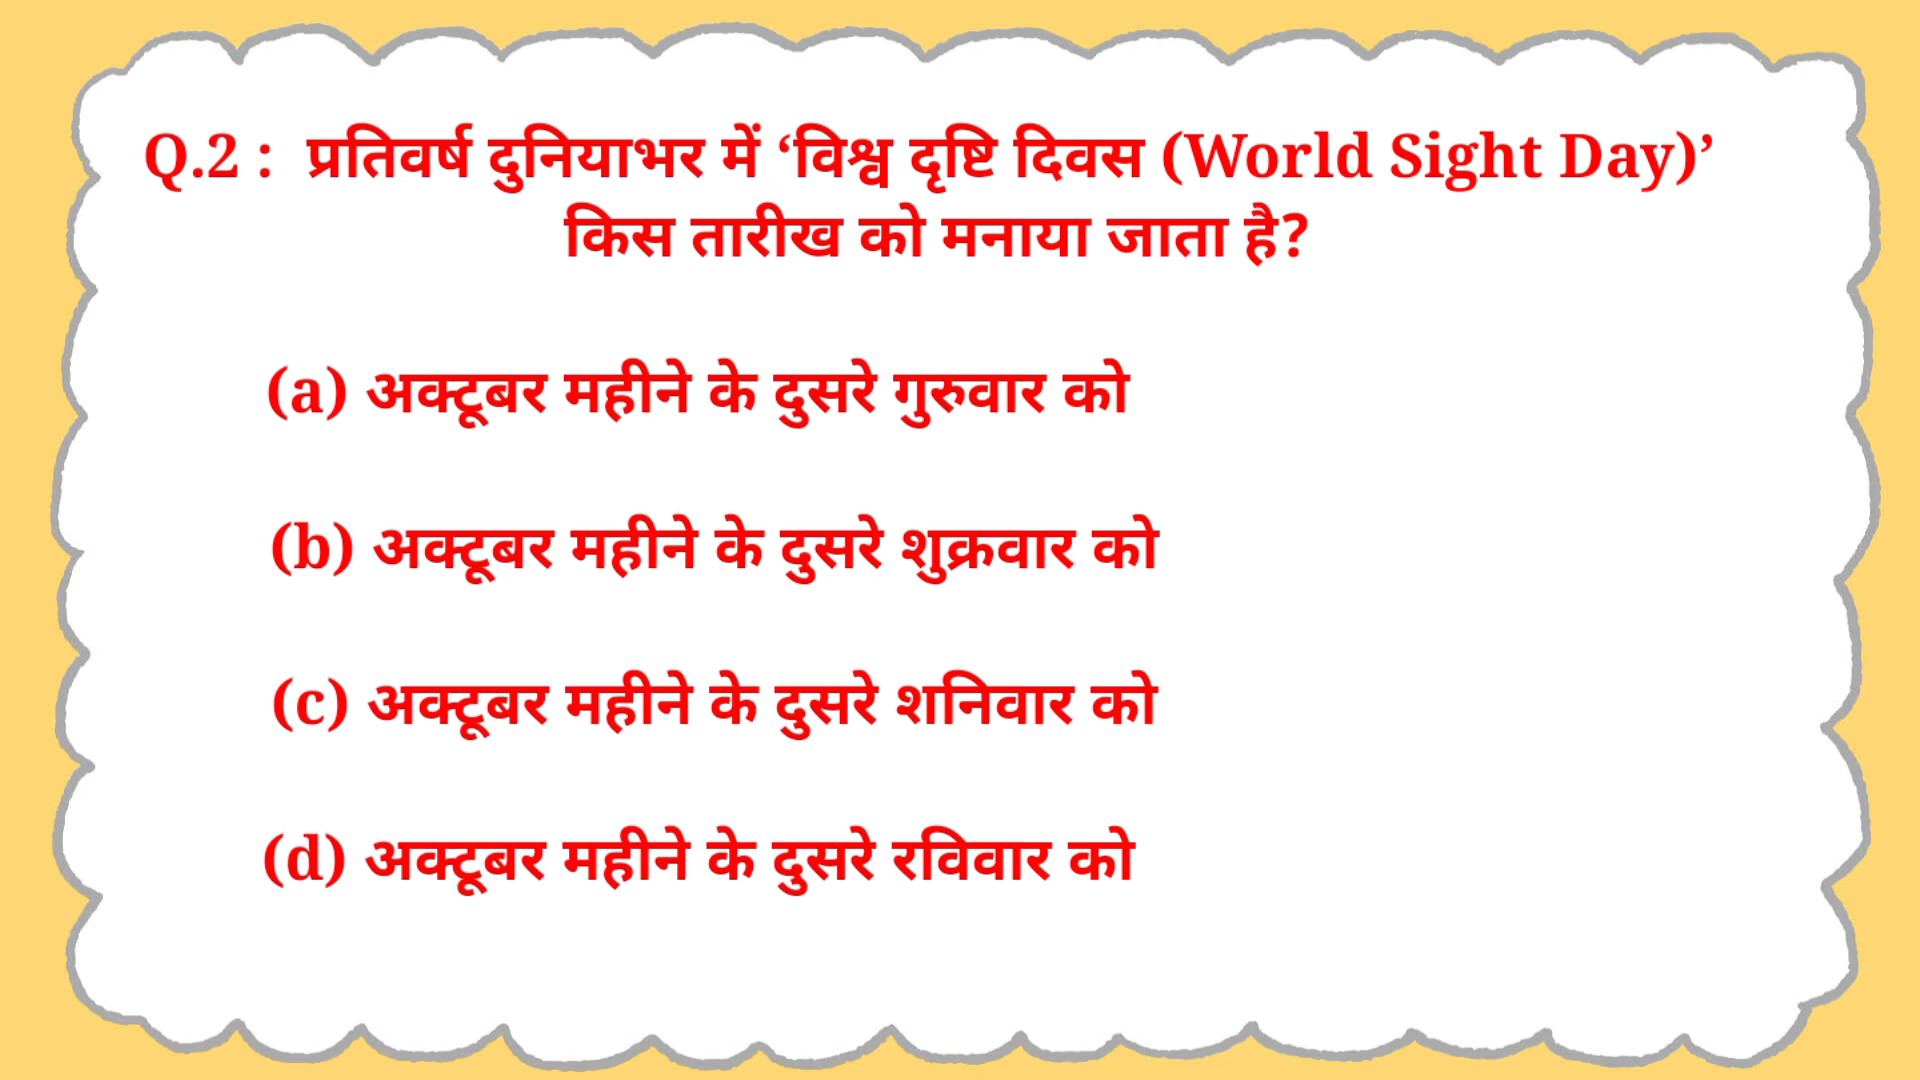 Q.2 : प्रतिवर्ष दुनियाभर में ‘विश्व दृष्टि दिवस (World Sight Day)’
किस तारीख को मनाया जाता है?
(a) अक्टूबर महीने के दुसरे गुरुवार को
(b) अक्टूबर महीने के दुसरे शुक्रवार को
(c) अक्टूबर महीने के दुसरे शनिवार को
(d) अक्टूबर महीने के दुसरे रविवार को